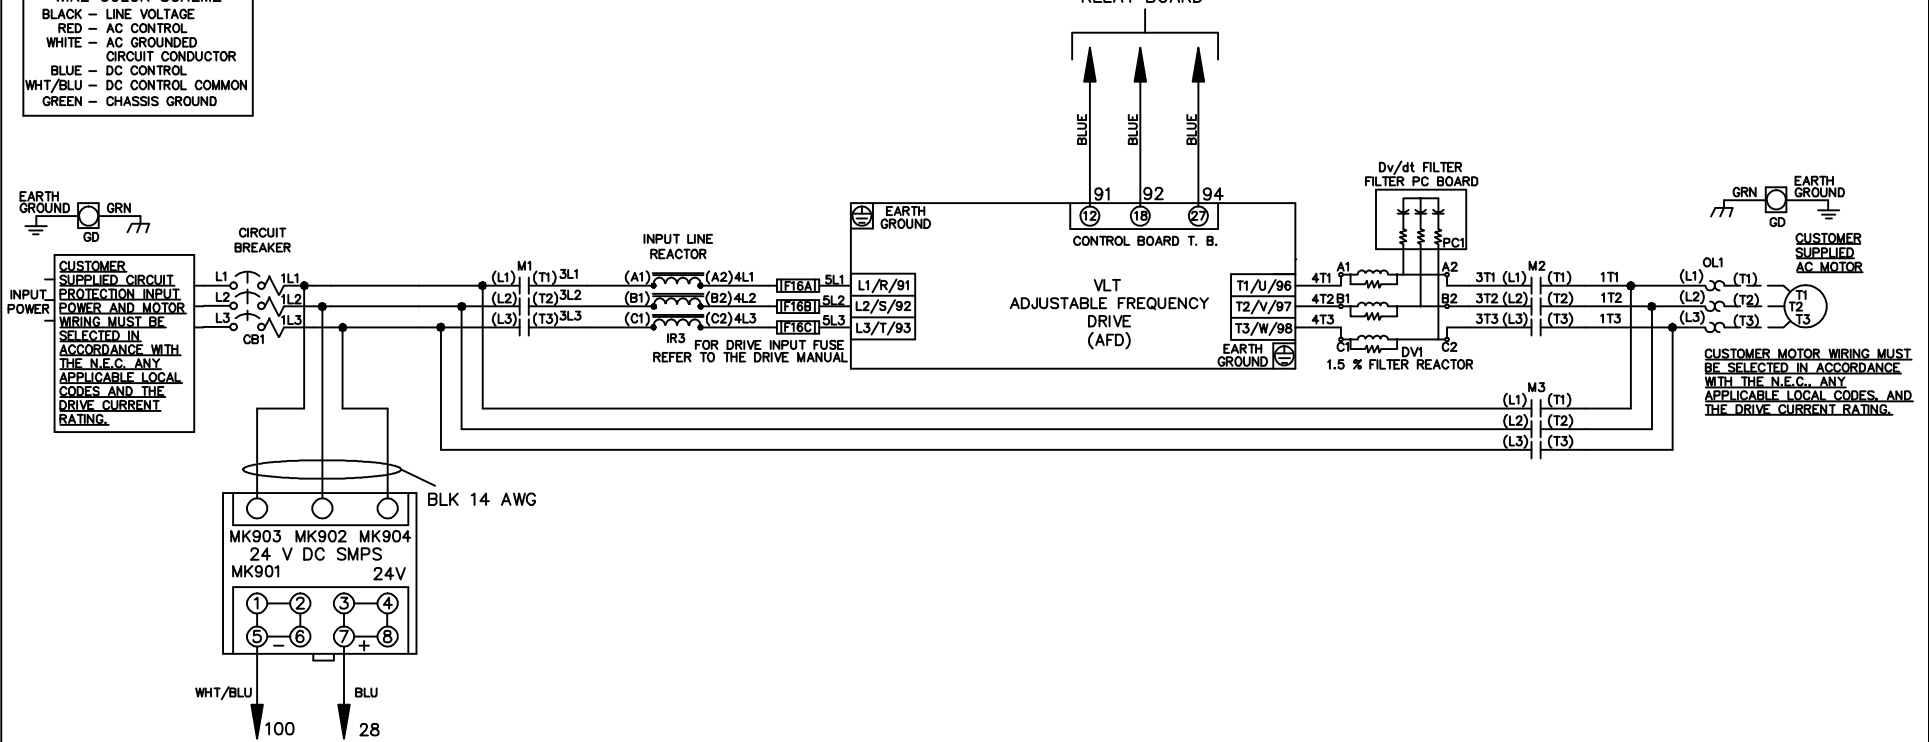 WIRE COLOR SCHEME
BLACK – LINE VOLTAGE
RED – AC CONTROL
WHITE – AC GROUNDED
CIRCUIT CONDUCTOR
BLUE – DC CONTROL
WHT/BLU – DC CONTROL COMMON
GREEN – CHASSIS GROUND
RELAY BOARD
BLUE
BLUE
BLUE
91
92
94
12
18
27
CONTROL BOARD T. B.
EARTH
GROUND
GRN
GD
CIRCUIT
BREAKER
INPUT
POWER
CUSTOMER
SUPPLIED CIRCUIT
PROTECTION INPUT
POWER AND MOTOR
WIRING MUST BE
SELECTED IN
ACCORDANCE WITH
THE N.E.C. ANY
APPLICABLE LOCAL
CODES AND THE
DRIVE CURRENT
RATING.
L1
L2
L3
1L1
1L2
1L3
CB1
M1
(L1) (T1) 3L1
(L2) (T2) 3L2
(L3) (T3) 3L3
INPUT LINE
REACTOR
(A1) (A2) 4L1
(B1) (B2) 4L2
(C1) (C2) 4L3
IR3
IF16A
IF16B
IF16C
5L1
5L2
5L3
FOR DRIVE INPUT FUSE
REFER TO THE DRIVE MANUAL
EARTH
GROUND
L1/R/91
L2/S/92
L3/T/93
VLT
ADJUSTABLE FREQUENCY
DRIVE
(AFD)
T1/U/96
T2/V/97
T3/W/98
EARTH
GROUND
Dv/dt FILTER
FILTER PC BOARD
PC1
4T1
4T2
4T3
A1
B1
C1
A2
B2
C2
DV1
1.5 % FILTER REACTOR
M2
3T1 (L1) (T1) 1T1
3T2 (L2) (T2) 1T2
3T3 (L3) (T3) 1T3
OL1
(L1) (T1)
(L2) (T2)
(L3) (T3)
T1
T2
T3
GRN
GD
EARTH
GROUND
CUSTOMER
SUPPLIED
AC MOTOR
CUSTOMER MOTOR WIRING MUST
BE SELECTED IN ACCORDANCE
WITH THE N.E.C., ANY
APPLICABLE LOCAL CODES, AND
THE DRIVE CURRENT RATING.
M3
(L1) (T1)
(L2) (T2)
(L3) (T3)
BLK 14 AWG
MK903 MK902 MK904
24 V DC SMPS
MK901
24V
1 2 3 4
5 – 6 7 + 8
WHT/BLU
BLU
100
28